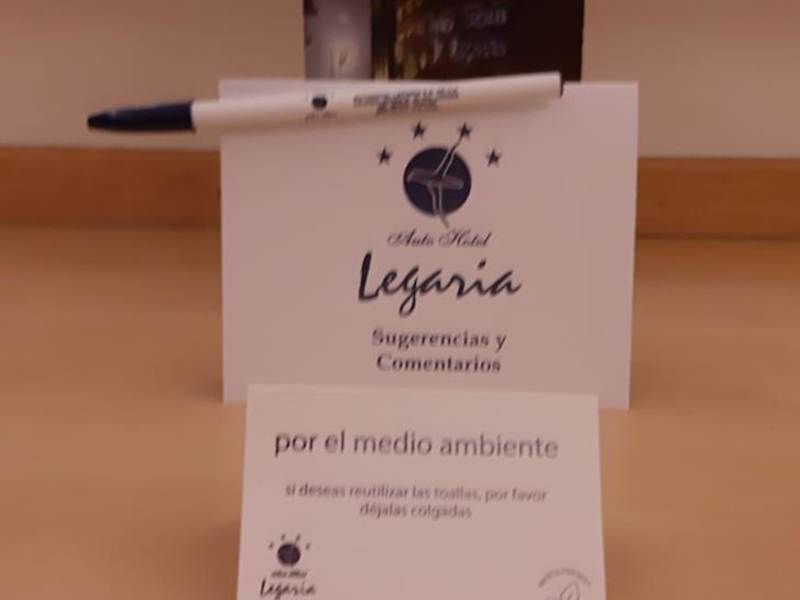 Auto Hotel
Legaria
Sugerencias y
Comentarios
por el medio ambiente
si deseas reutilizar las toallas, por favor
déjalas colgadas
Legaria